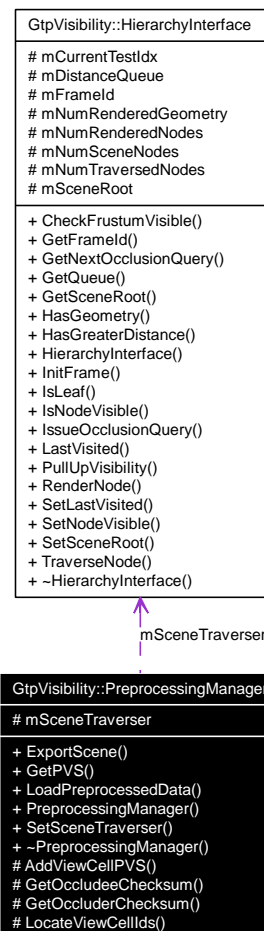 GtpVisibility::HierarchyInterface
# mCurrentTestIdx
# mDistanceQueue
# mFrameId
# mNumRenderedGeometry
# mNumRenderedNodes
# mNumSceneNodes
# mNumTraversedNodes
# mSceneRoot
+ CheckFrustumVisible()
+ GetFrameId()
+ GetNextOcclusionQuery()
+ GetQueue()
+ GetSceneRoot()
+ HasGeometry()
+ HasGreaterDistance()
+ HierarchyInterface()
+ InitFrame()
+ IsLeaf()
+ IsNodeVisible()
+ IssueOcclusionQuery()
+ LastVisited()
+ PullUpVisibility()
+ RenderNode()
+ SetLastVisited()
+ SetNodeVisible()
+ SetSceneRoot()
+ TraverseNode()
+ ~HierarchyInterface()
mSceneTraverser
GtpVisibility::PreprocessingManager
# mSceneTraverser
+ ExportScene()
+ GetPVS()
+ LoadPreprocessedData()
+ PreprocessingManager()
+ SetSceneTraverser()
+ ~PreprocessingManager()
# AddViewCellPVS()
# GetOccludeeChecksum()
# GetOccluderChecksum()
# LocateViewCellIds()